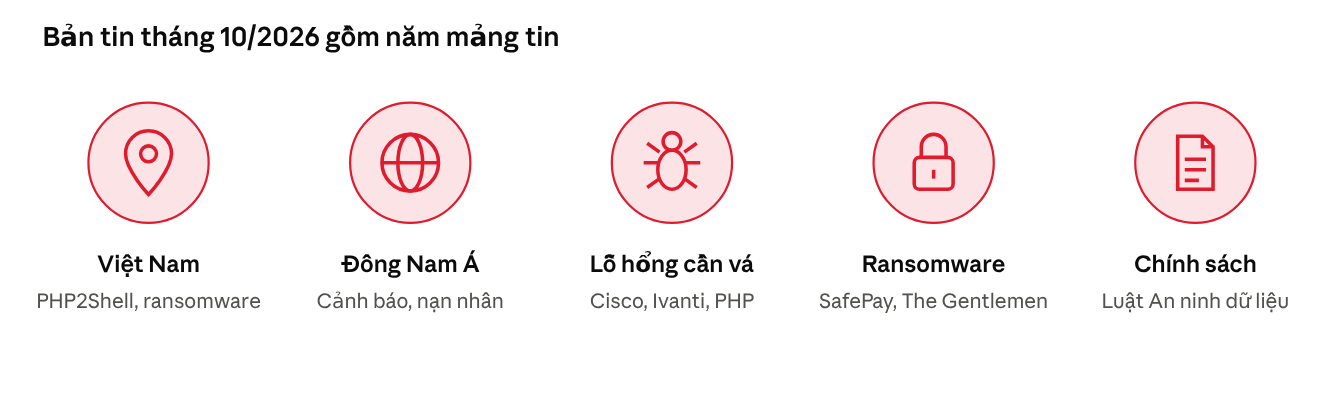 Bản tin tháng 10/2026 gồm năm mảng tin
Việt Nam
PHP2Shell, ransomware
Đông Nam Á
Cảnh báo, nạn nhân
Lỗ hổng cần vá
Cisco, Ivanti, PHP
Ransomware
SafePay, The Gentlemen
Chính sách
Luật An ninh dữ liệu